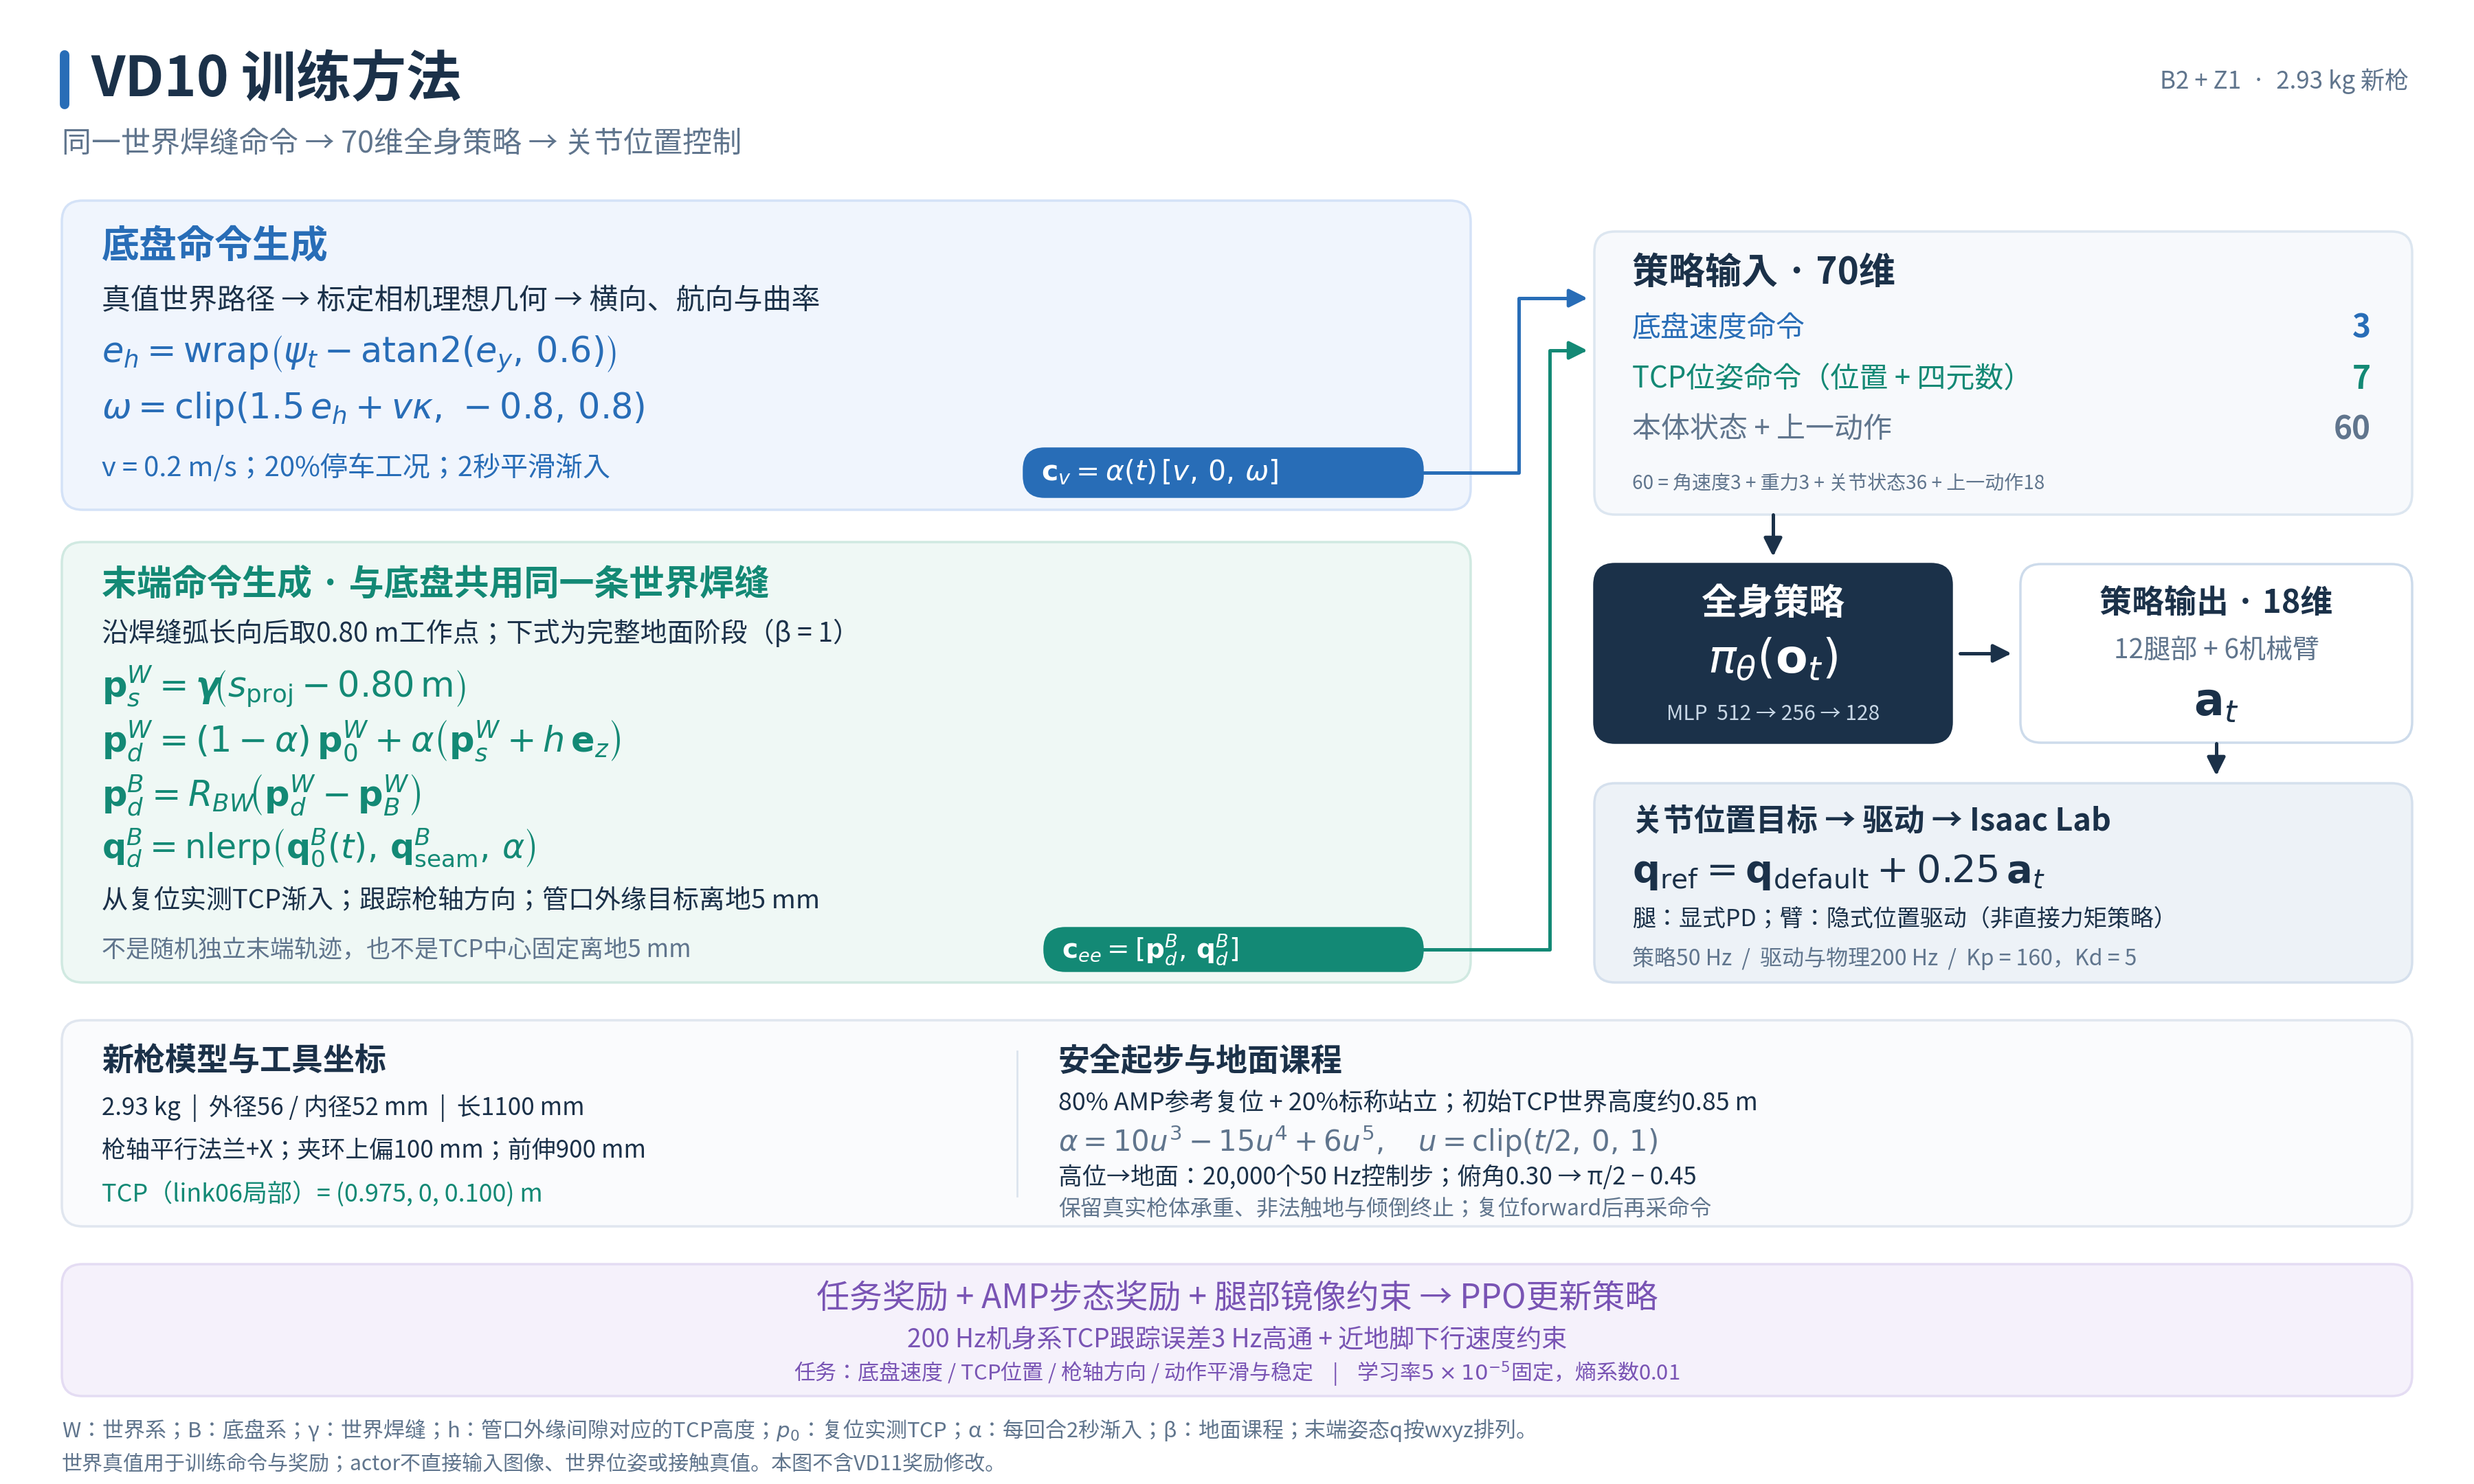 VD10 训练方法
B2 + Z1 · 2.93 kg 新枪
同一世界焊缝命令 → 70维全身策略 → 关节位置控制
底盘命令生成
真值世界路径 → 标定相机理想几何 → 横向、航向与曲率
e_h = wrap(ψ_t − atan2(e_y, 0.6))
ω = clip(1.5 e_h + vκ, −0.8, 0.8)
v = 0.2 m/s；20%停车工况；2秒平滑渐入
c_v = α(t) [v, 0, ω]
末端命令生成 · 与底盘共用同一条世界焊缝
沿焊缝弧长向后取0.80 m工作点；下式为完整地面阶段（β = 1）
p_s^W = γ(s_proj − 0.80 m)
p_d^W = (1 − α) p_0^W + α(p_s^W + h e_z)
p_d^B = R_BW(p_d^W − p_B^W)
q_d^B = nlerp(q_0^B(t), q_seam^B, α)
从复位实测TCP渐入；跟踪枪轴方向；管口外缘目标离地5 mm
不是随机独立末端轨迹，也不是TCP中心固定离地5 mm
c_ee = [p_d^B, q_d^B]
策略输入 · 70维
底盘速度命令 3
TCP位姿命令（位置 + 四元数） 7
本体状态 + 上一动作 60
60 = 角速度3 + 重力3 + 关节状态36 + 上一动作18
全身策略
π_θ(o_t)
MLP 512 → 256 → 128
策略输出 · 18维
12腿部 + 6机械臂
a_t
关节位置目标 → 驱动 → Isaac Lab
q_ref = q_default + 0.25 a_t
腿：显式PD；臂：隐式位置驱动（非直接力矩策略）
策略50 Hz / 驱动与物理200 Hz / Kp = 160，Kd = 5
新枪模型与工具坐标
2.93 kg | 外径56 / 内径52 mm | 长1100 mm
枪轴平行法兰+X；夹环上偏100 mm；前伸900 mm
TCP（link06局部）= (0.975, 0, 0.100) m
安全起步与地面课程
80% AMP参考复位 + 20%标称站立；初始TCP世界高度约0.85 m
α = 10u³ − 15u⁴ + 6u⁵, u = clip(t/2, 0, 1)
高位→地面：20,000个50 Hz控制步；俯角0.30 → π/2 − 0.45
保留真实枪体承重、非法触地与倾倒终止；复位forward后再采命令
任务奖励 + AMP步态奖励 + 腿部镜像约束 → PPO更新策略
200 Hz机身系TCP跟踪误差3 Hz高通 + 近地脚下行速度约束
任务：底盘速度 / TCP位置 / 枪轴方向 / 动作平滑与稳定 | 学习率5 × 10⁻⁵固定，熵系数0.01
W：世界系；B：底盘系；γ：世界焊缝；h：管口外缘间隙对应的TCP高度；p₀：复位实测TCP；α：每回合2秒渐入；β：地面课程；末端姿态q按wxyz排列。
世界真值用于训练命令与奖励；actor不直接输入图像、世界位姿或接触真值。本图不含VD11奖励修改。